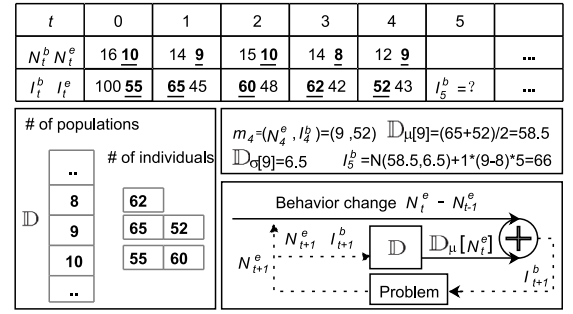 t 0 1 2 3 4 5
N_t^b N_t^e 16 10 14 9 15 10 14 8 12 9 ...
I_t^b I_t^e 100 55 65 45 60 48 62 42 52 43 I_5^b =? ...
# of populations
# of individuals
𝔻
..
8 62
9 65 52
10 55 60
..
m_4=(N_4^e , I_4^b)=(9 ,52) 𝔻_μ[9]=(65+52)/2=58.5
𝔻_σ[9]=6.5 I_5^b=N(58.5,6.5)+1*(9-8)*5=66
Behavior change N_t^e - N_{t-1}^e
N_{t+1}^e I_{t+1}^b 𝔻 𝔻_μ[N_t^e] +
N_{t+1}^e
I_{t+1}^b
Problem